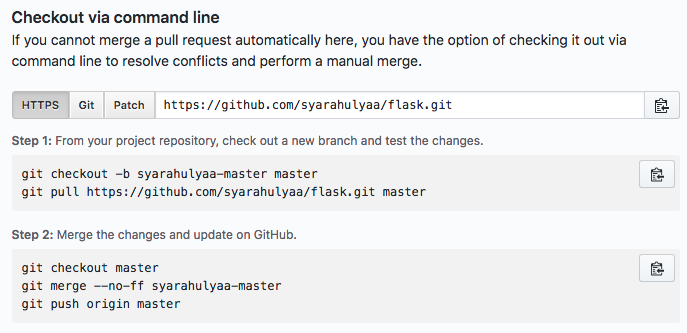 Checkout via command line
If you cannot merge a pull request automatically here, you have the option of checking it out via
command line to resolve conflicts and perform a manual merge.
HTTPS Git Patch https://github.com/syarahulyaa/flask.git
Step 1: From your project repository, check out a new branch and test the changes.
git checkout -b syarahulyaa-master master
git pull https://github.com/syarahulyaa/flask.git master
Step 2: Merge the changes and update on GitHub.
git checkout master
git merge --no-ff syarahulyaa-master
git push origin master